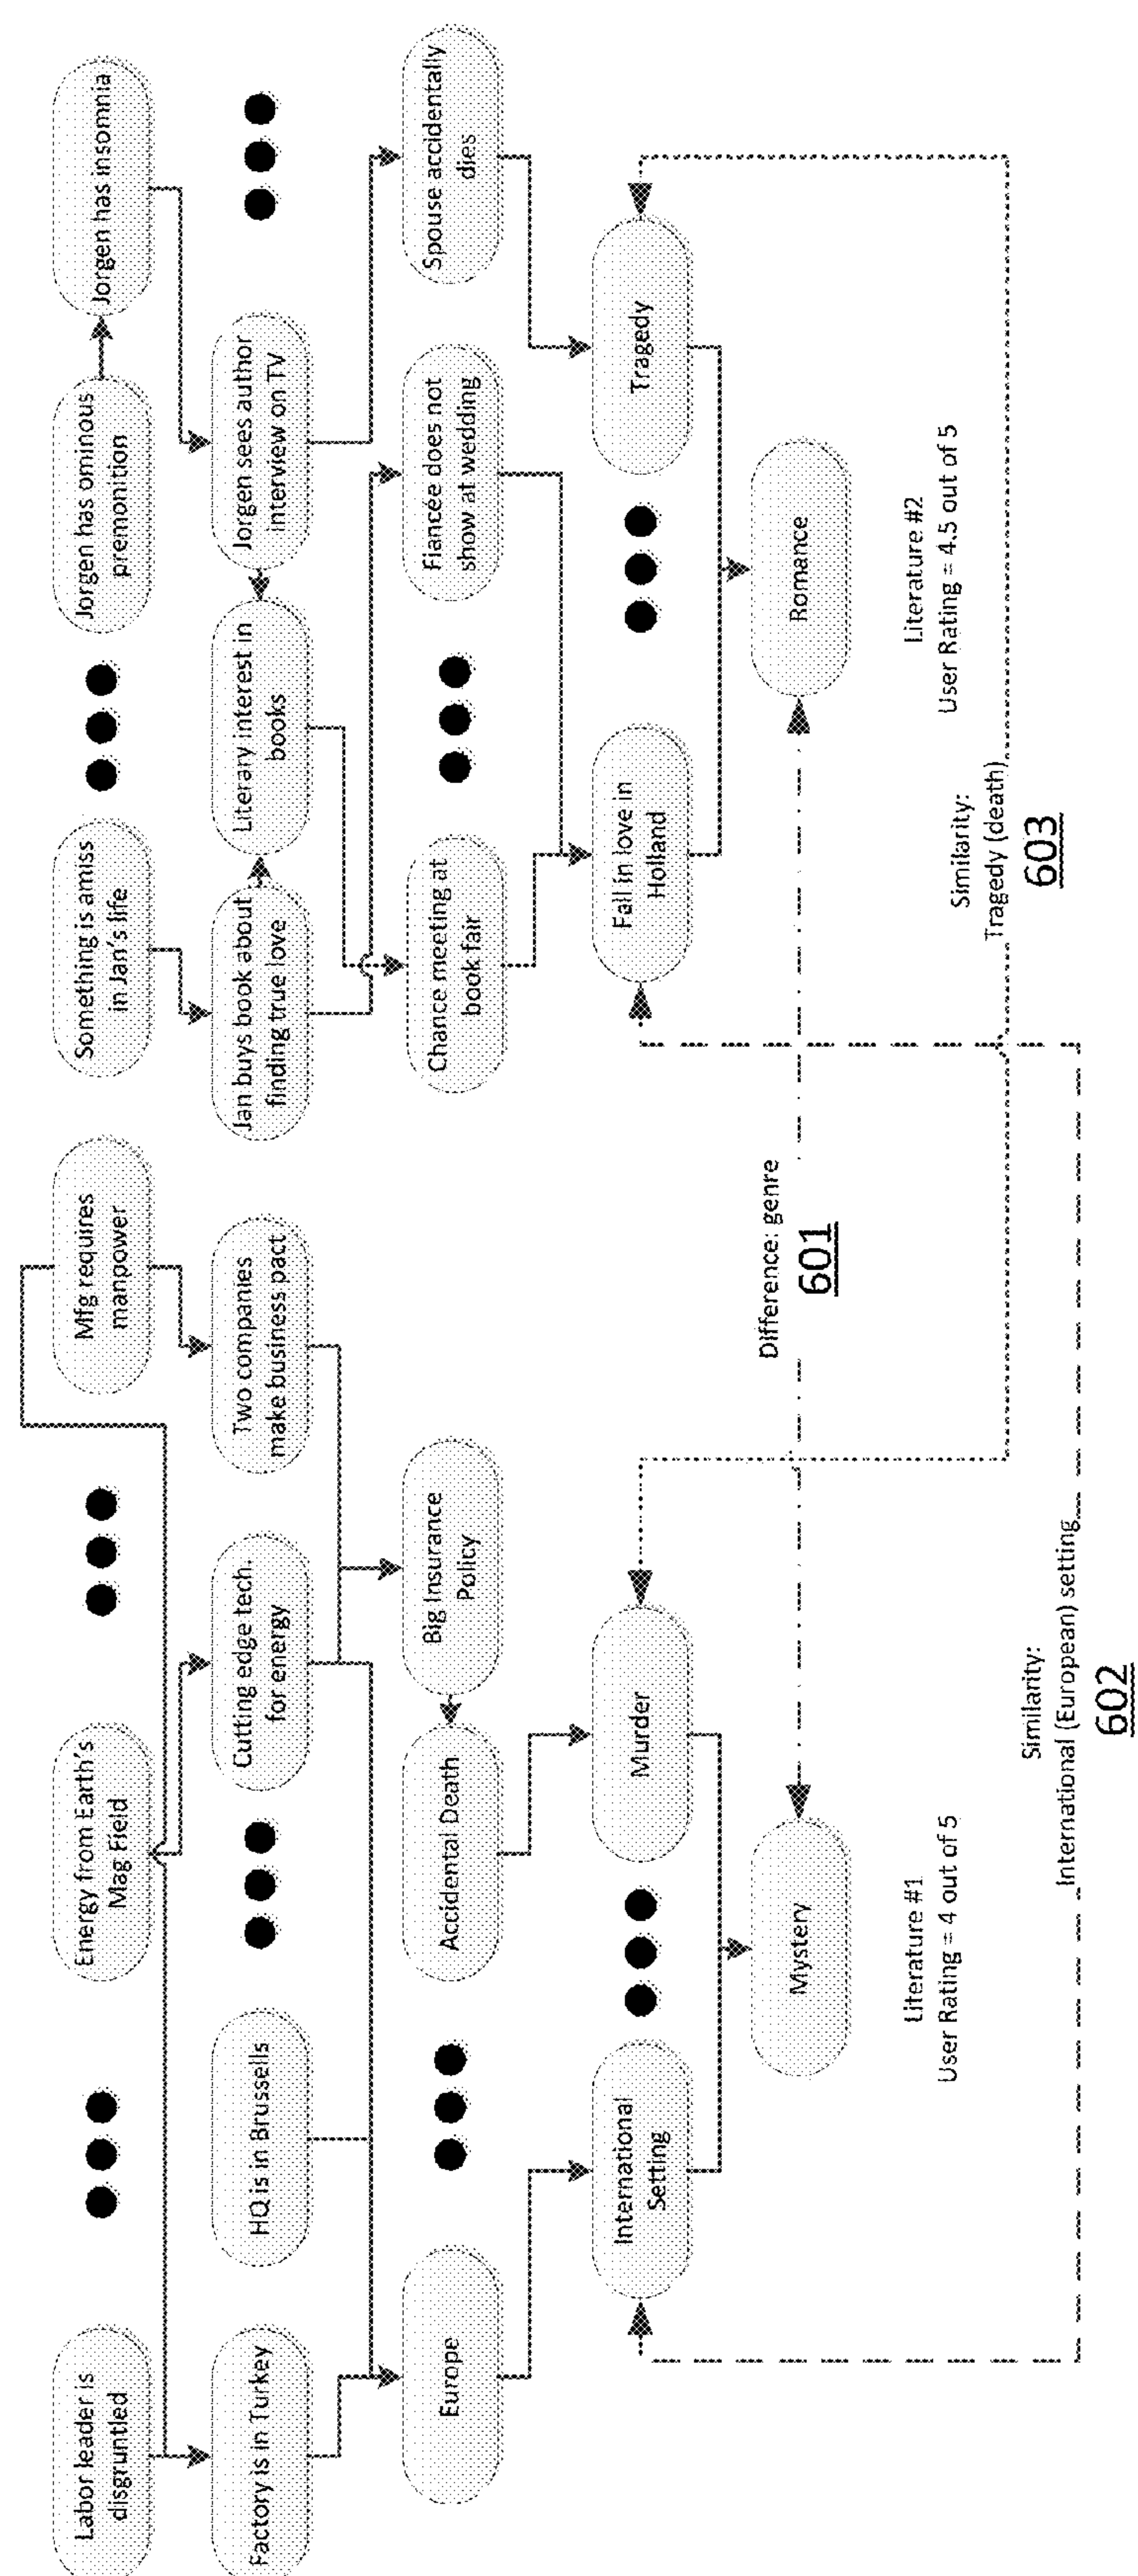 Labor leader is
disgruntled
Energy from Earth's
Mag Field
Mfg requires
manpower
Something is amiss
in Jan's life
Jorgen has ominous
premonition
Jorgen has insomnia
Factory is in Turkey
HQ is in Brussells
Cutting edge tech.
for energy
Two companies
make business pact
Jan buys book about
finding true love
Literary interest in
books
Jorgen sees author
interview on TV
Europe
Accidental Death
Big Insurance
Policy
Chance meeting at
book fair
Fiancée does not
show at wedding
Spouse accidentally
dies
International
Setting
Murder
Fall in love in
Holland
Tragedy
Mystery
Difference: genre
601
Romance
Literature #1
User Rating = 4 out of 5
Literature #2
User Rating = 4.5 out of 5
Similarity:
Tragedy (death)
603
Similarity:
International (European) setting
602